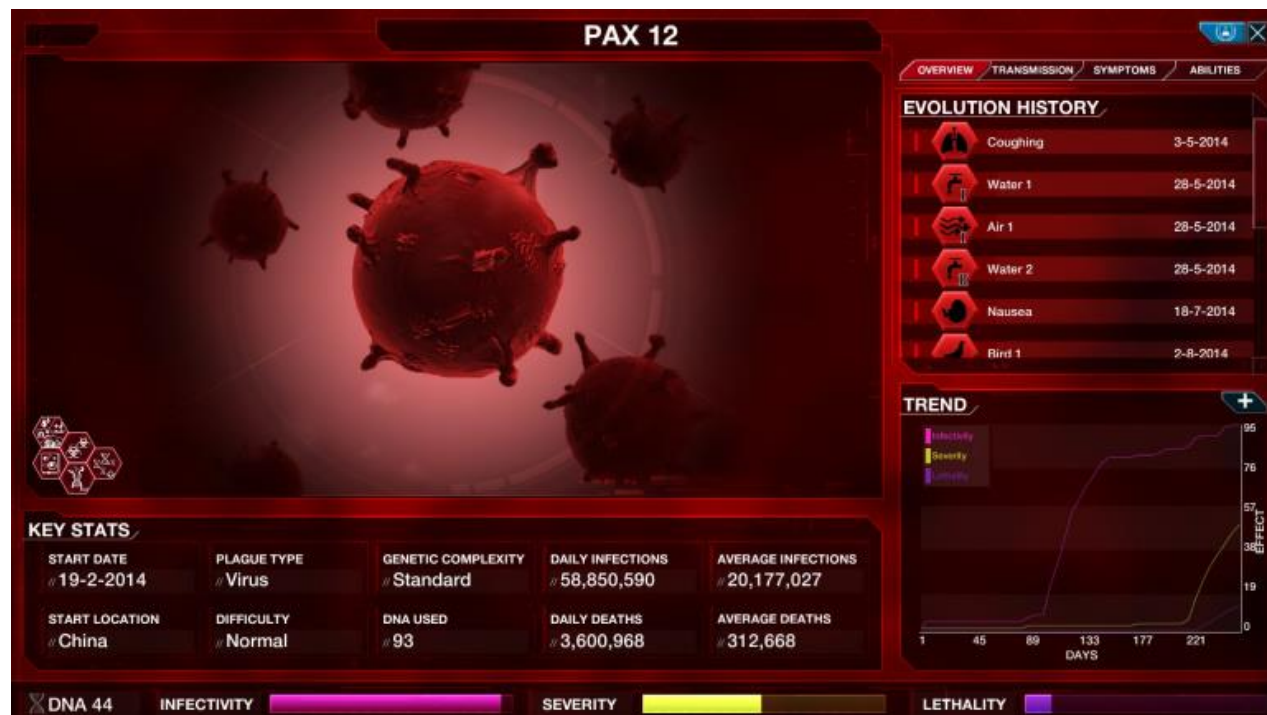 PAX 12
OVERVIEW TRANSMISSION SYMPTOMS ABILITIES
EVOLUTION HISTORY
Coughing 3-5-2014
Water 1 28-5-2014
Air 1 28-5-2014
Water 2 28-5-2014
Nausea 18-7-2014
Bird 1 2-8-2014
TREND
+
Infectivity
Severity
Lethality
95
76
57
38
19
0
EFFECT
1 45 89 133 177 221
DAYS
KEY STATS
START DATE PLAGUE TYPE GENETIC COMPLEXITY DAILY INFECTIONS AVERAGE INFECTIONS
// 19-2-2014 // Virus // Standard // 58,850,590 // 20,177,027
START LOCATION DIFFICULTY DNA USED DAILY DEATHS AVERAGE DEATHS
// China // Normal // 93 // 3,600,968 // 312,668
DNA 44 INFECTIVITY SEVERITY LETHALITY